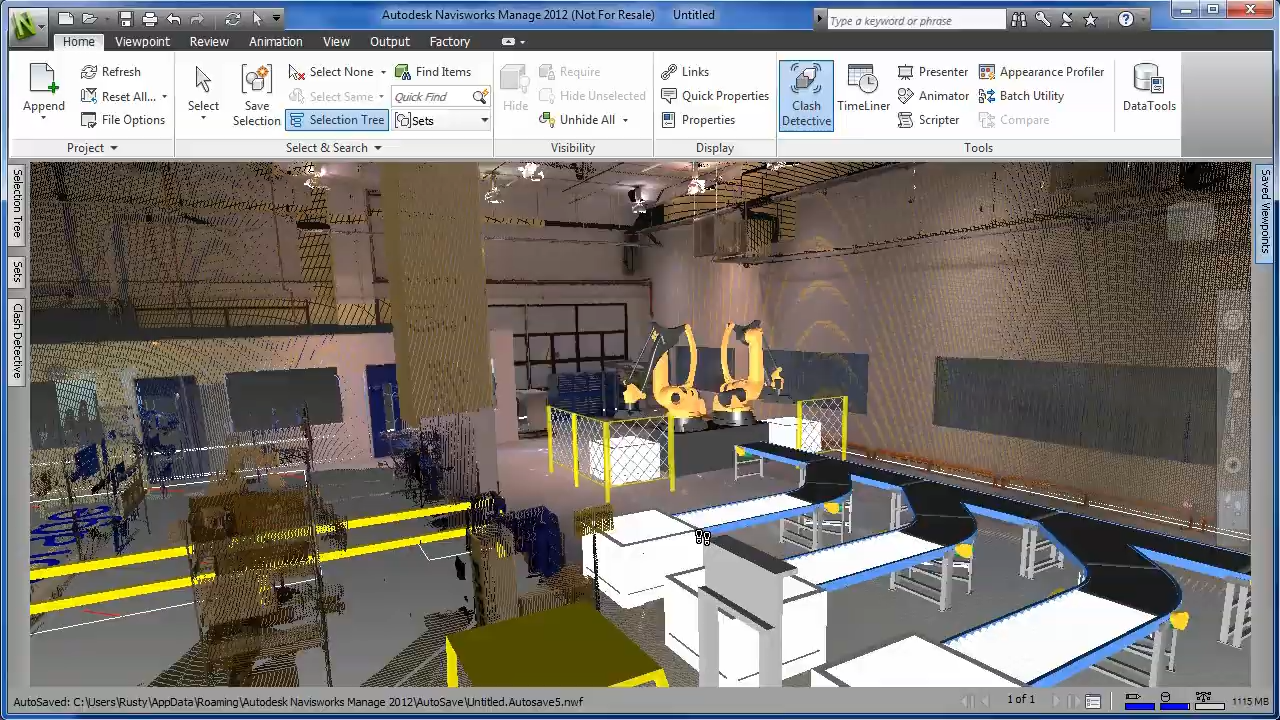 Autodesk Navisworks Manage 2012 (Not For Resale) Untitled
Type a keyword or phrase
Home Viewpoint Review Animation View Output Factory
Append
Refresh
Reset All...
File Options
Project
Select
Save Selection
Select None
Select Same
Selection Tree
Find Items
Quick Find
Sets
Select & Search
Hide
Require
Hide Unselected
Unhide All
Visibility
Links
Quick Properties
Properties
Display
Clash Detective
TimeLiner
Presenter
Animator
Scripter
Appearance Profiler
Batch Utility
Compare
Tools
DataTools
Selection Tree
Sets
Clash Detective
Saved Viewpoints
AutoSaved: C:\Users\Rusty\AppData\Roaming\Autodesk Navisworks Manage 2012\AutoSave\Untitled.Autosave5.nwf
1 of 1
1115 MB